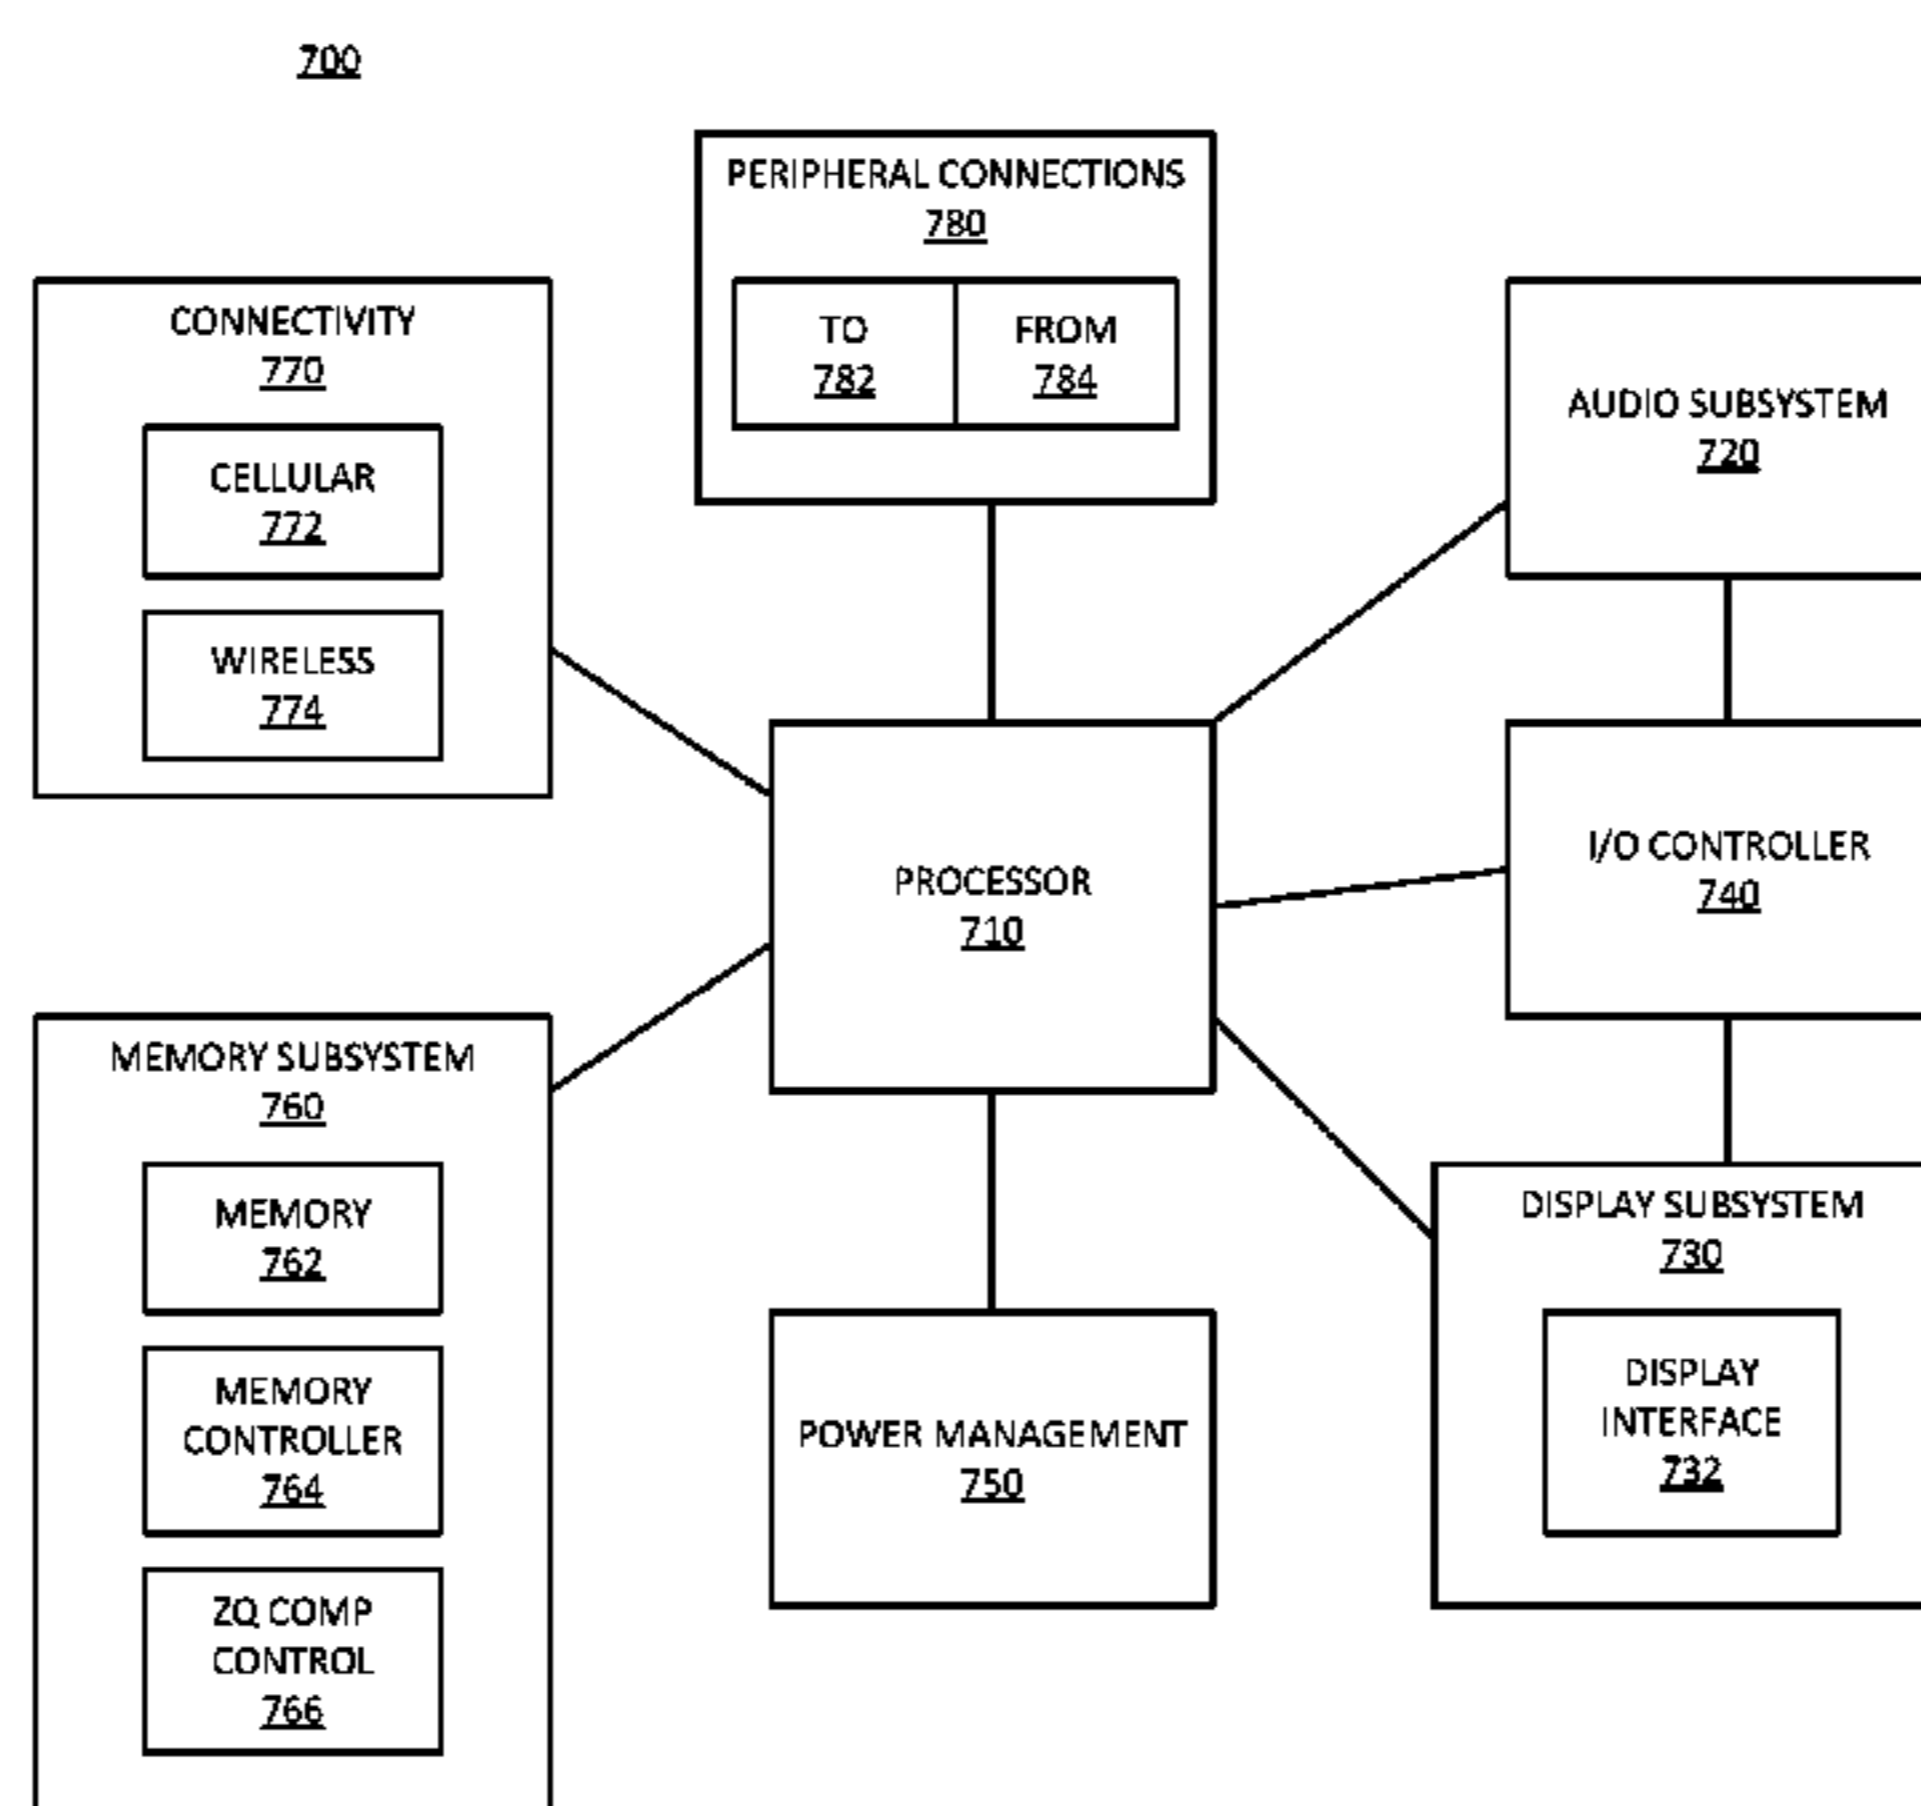 700
PERIPHERAL CONNECTIONS
780
TO
782
FROM
784
CONNECTIVITY
770
CELLULAR
772
WIRELESS
774
AUDIO SUBSYSTEM
720
PROCESSOR
710
I/O CONTROLLER
740
MEMORY SUBSYSTEM
760
MEMORY
762
MEMORY
CONTROLLER
764
ZQ COMP
CONTROL
766
POWER MANAGEMENT
750
DISPLAY SUBSYSTEM
730
DISPLAY
INTERFACE
732